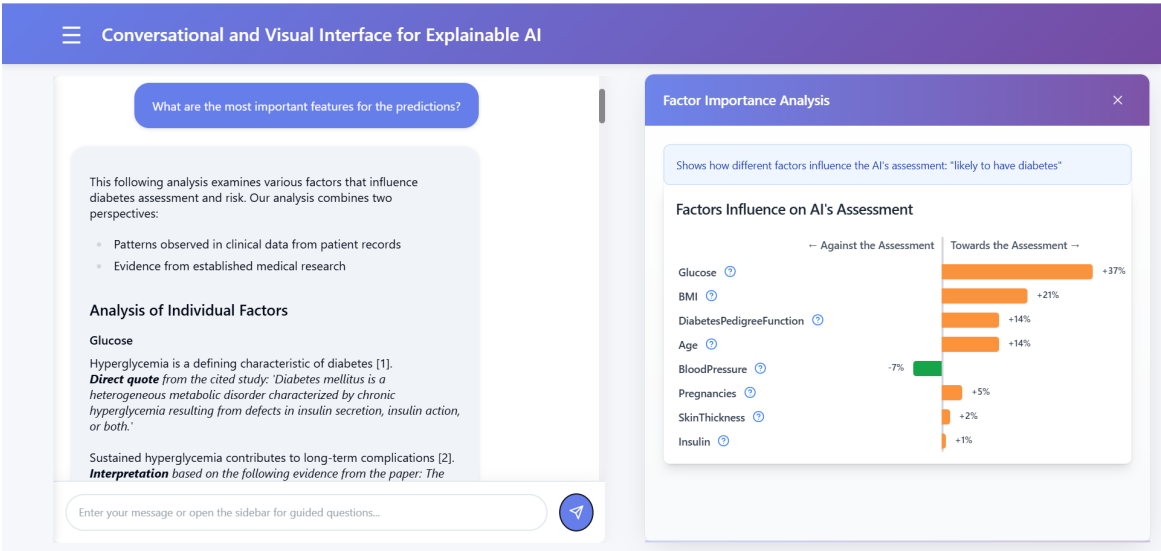 Conversational and Visual Interface for Explainable AI
What are the most important features for the predictions?
This following analysis examines various factors that influence
diabetes assessment and risk. Our analysis combines two
perspectives:
Patterns observed in clinical data from patient records
Evidence from established medical research
Analysis of Individual Factors
Glucose
Hyperglycemia is a defining characteristic of diabetes [1].
Direct quote from the cited study: 'Diabetes mellitus is a
heterogeneous metabolic disorder characterized by chronic
hyperglycemia resulting from defects in insulin secretion, insulin action,
or both.'
Sustained hyperglycemia contributes to long-term complications [2].
Interpretation based on the following evidence from the paper: The
Enter your message or open the sidebar for guided questions...
Factor Importance Analysis
Shows how different factors influence the AI's assessment: "likely to have diabetes"
Factors Influence on AI's Assessment
← Against the Assessment Towards the Assessment →
Glucose +37%
BMI +21%
DiabetesPedigreeFunction +14%
Age +14%
BloodPressure -7%
Pregnancies +5%
SkinThickness +2%
Insulin +1%